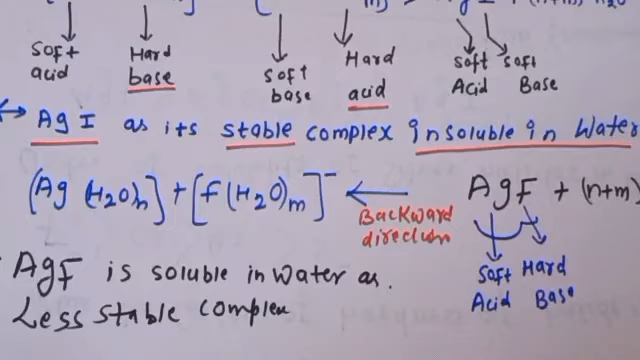 Soft Hard Hard Soft Soft
acid base Soft acid Acid Base
base
AgI as its stable complex insoluble in water
(Ag (H2O)n) + [F(H2O)m]⁻ ← AgF + (n+m)
Backward
direction
Soft Hard
Acid Base
AgF is soluble in water as.
Less stable complex